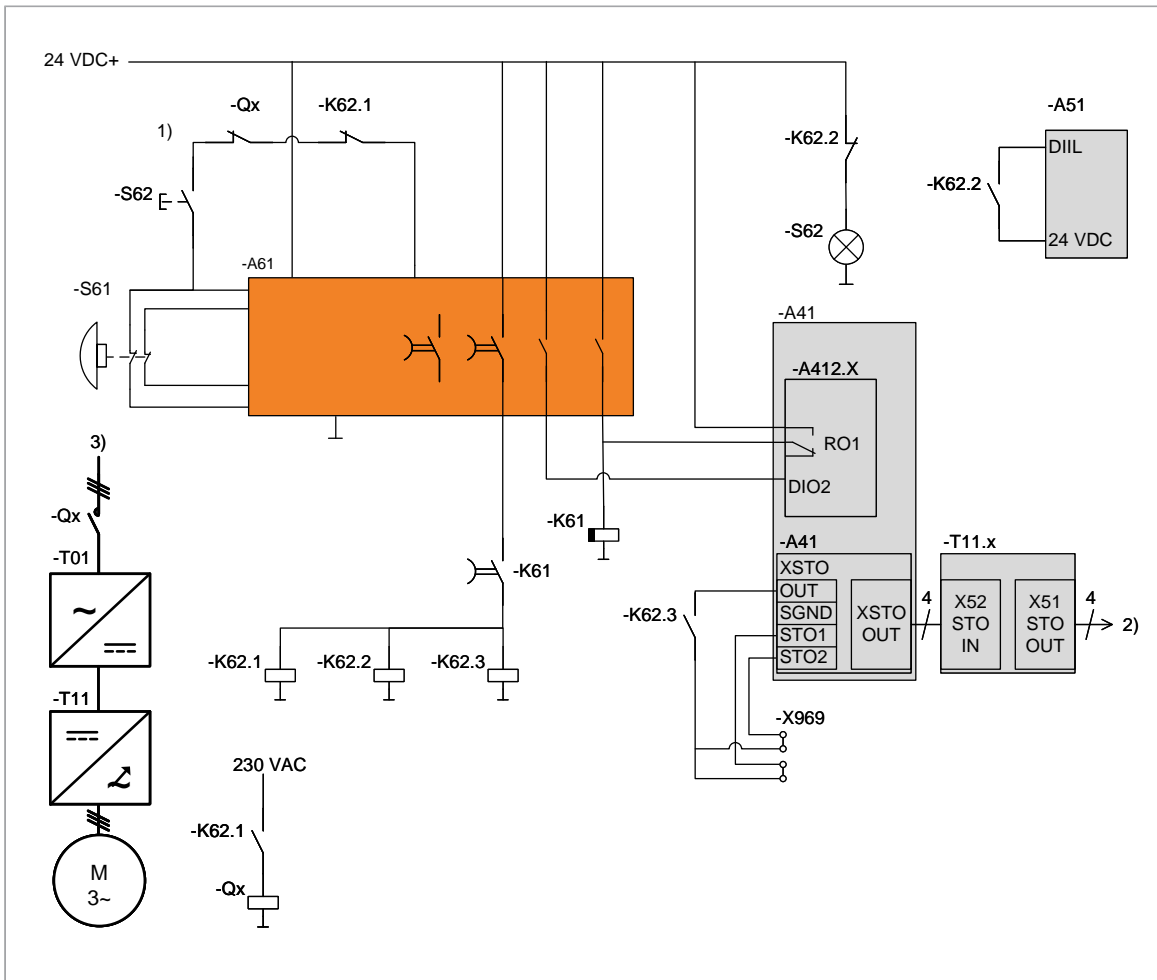 24 VDC+
-Qx
-K62.1
1)
-S62
-K62.2
-S62
-A51
DIIL
-K62.2
24 VDC
-A61
-S61
-A41
-A412.X
RO1
DIO2
3)
-Qx
-T01
~
-K61
-K61
-A41
XSTO
OUT
SGND
STO1
STO2
XSTO
OUT
4
-T11.x
X52
STO
IN
X51
STO
OUT
4
2)
-K62.3
-K62.1
-K62.2
-K62.3
-T11
-X969
230 VAC
-K62.1
-Qx
M
3~